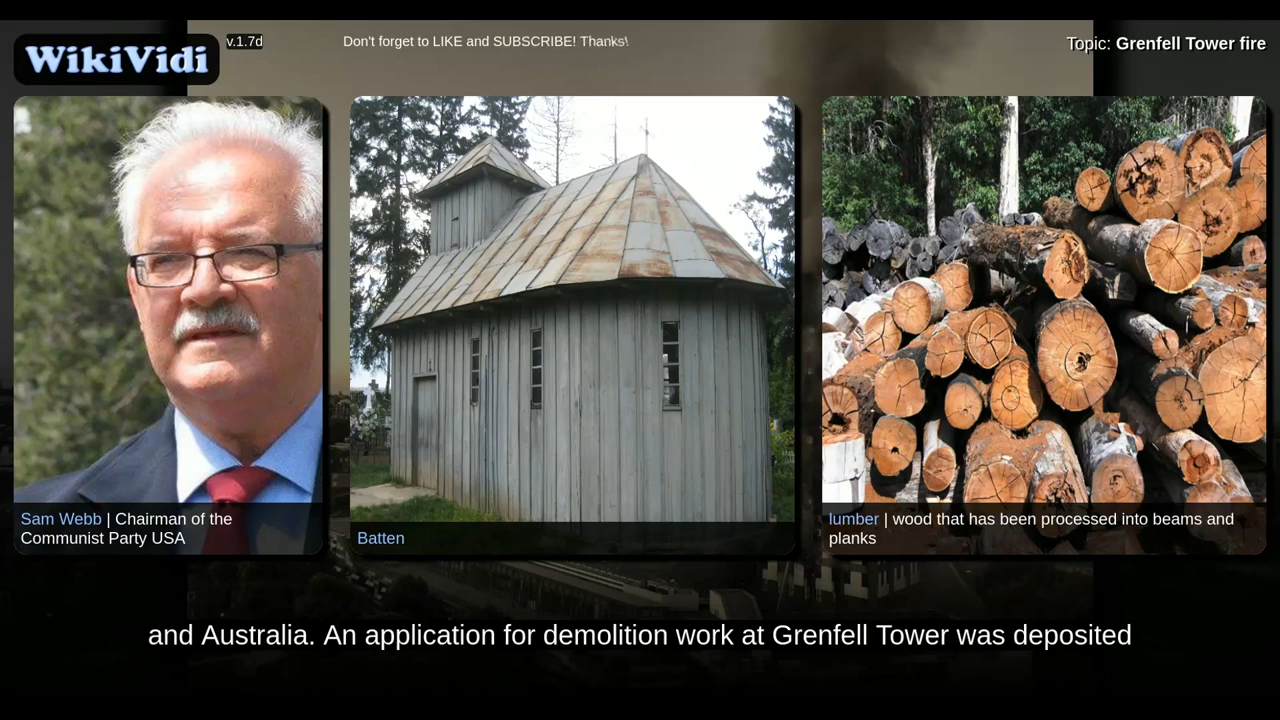 WikiVidi
v.1.7d
Don't forget to LIKE and SUBSCRIBE! Thanks!
Topic: Grenfell Tower fire
Sam Webb | Chairman of the
Communist Party USA
Batten
lumber | wood that has been processed into beams and
planks
and Australia. An application for demolition work at Grenfell Tower was deposited